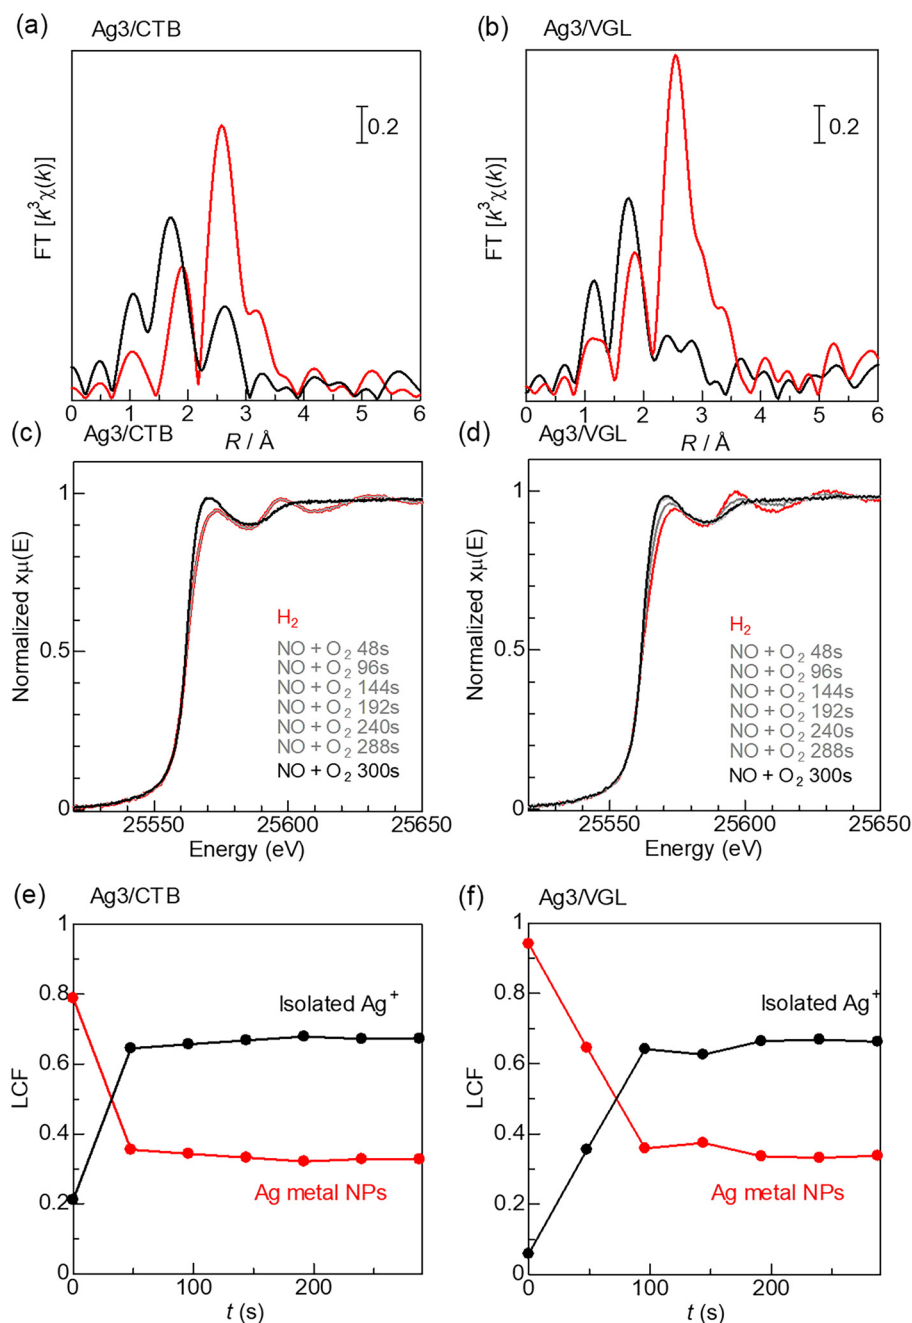 (a) Ag3/CTB
(b) Ag3/VGL
0.2
0.2
FT [k³χ(k)]
FT [k³χ(k)]
0 1 2 3 4 5 6
0 1 2 3 4 5 6
R / Å
R / Å
(c) Ag3/CTB
(d) Ag3/VGL
1
0.5
0
Normalized xμ(E)
H₂
NO + O₂ 48s
NO + O₂ 96s
NO + O₂ 144s
NO + O₂ 192s
NO + O₂ 240s
NO + O₂ 288s
NO + O₂ 300s
25550 25600 25650
Energy (eV)
1
0.5
0
Normalized xμ(E)
H₂
NO + O₂ 48s
NO + O₂ 96s
NO + O₂ 144s
NO + O₂ 192s
NO + O₂ 240s
NO + O₂ 288s
NO + O₂ 300s
25550 25600 25650
Energy (eV)
(e) Ag3/CTB
(f) Ag3/VGL
1
0.8
0.6
0.4
0.2
0
LCF
Isolated Ag⁺
Ag metal NPs
0 100 200
t (s)
1
0.8
0.6
0.4
0.2
0
LCF
Isolated Ag⁺
Ag metal NPs
0 100 200
t (s)